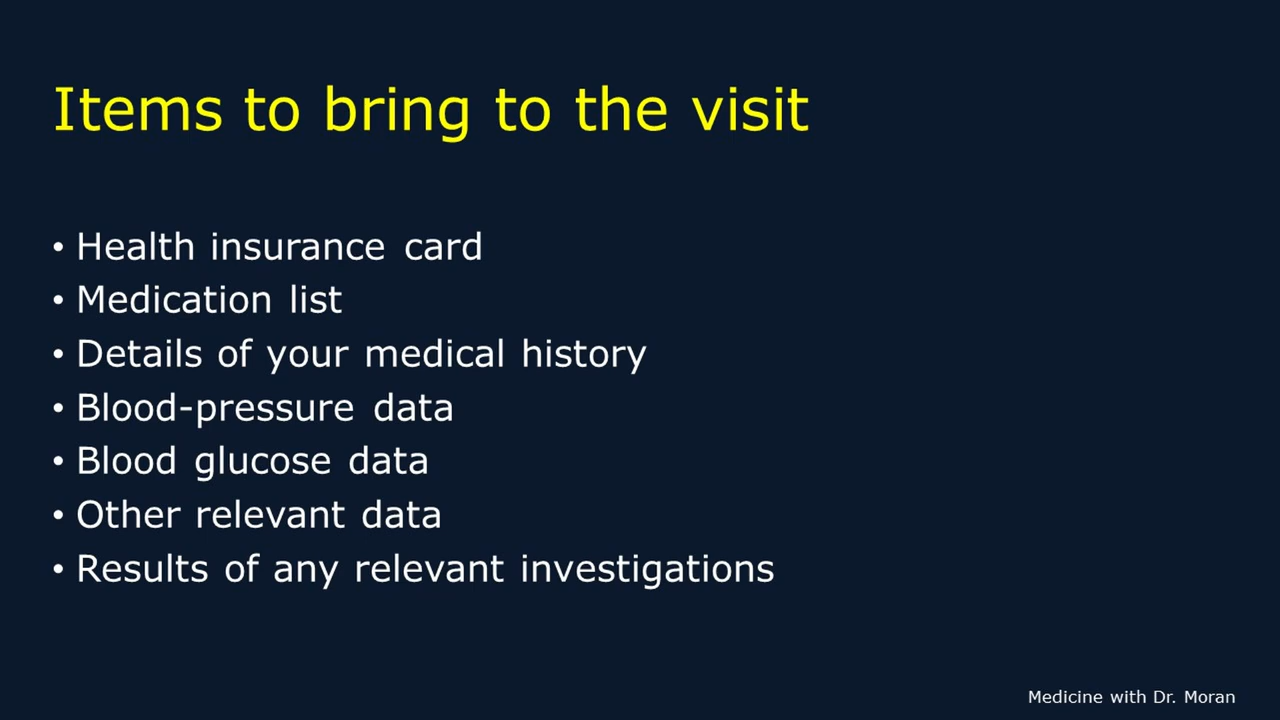 Items to bring to the visit
• Health insurance card
• Medication list
• Details of your medical history
• Blood-pressure data
• Blood glucose data
• Other relevant data
• Results of any relevant investigations
Medicine with Dr. Moran